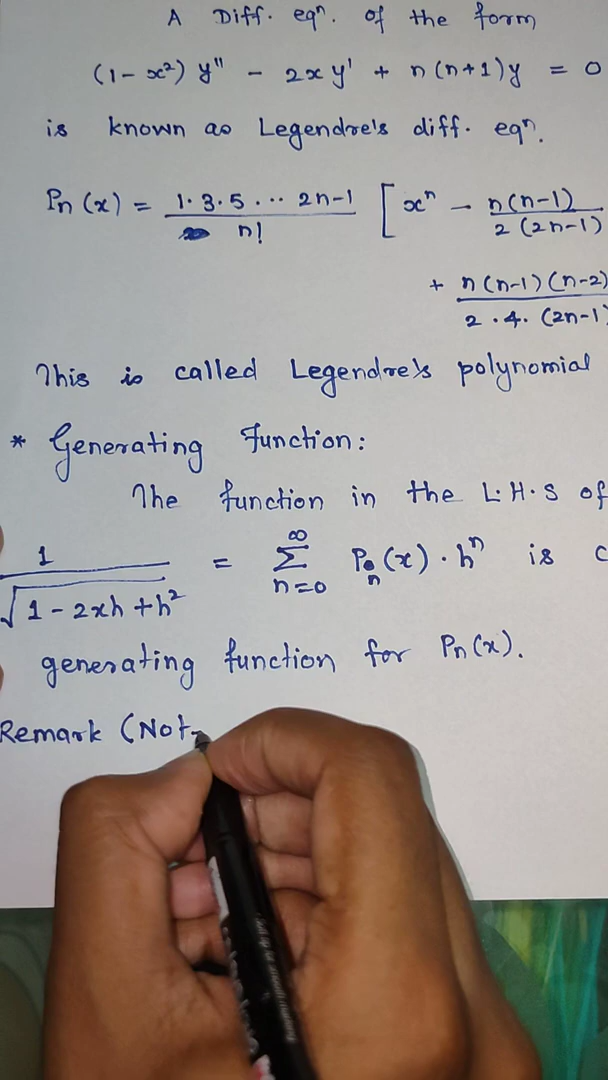 A Diff. eqn. of the form
(1-x²) y" - 2xy' + n(n+1)y = 0
is known as Legendre's diff. eqn.
Pn(x) = 1·3·5··· 2n-1 / n! [xⁿ - n(n-1) / 2(2n-1)
+ n(n-1)(n-2) / 2·4·(2n-1)
This is called Legendre's polynomial
* Generating Function:
The function in the L.H.S of
1 / √1-2xh+h² = ∑ n=0 ∞ Pn(x)·hⁿ is c
generating function for Pn(x).
Remark (Not